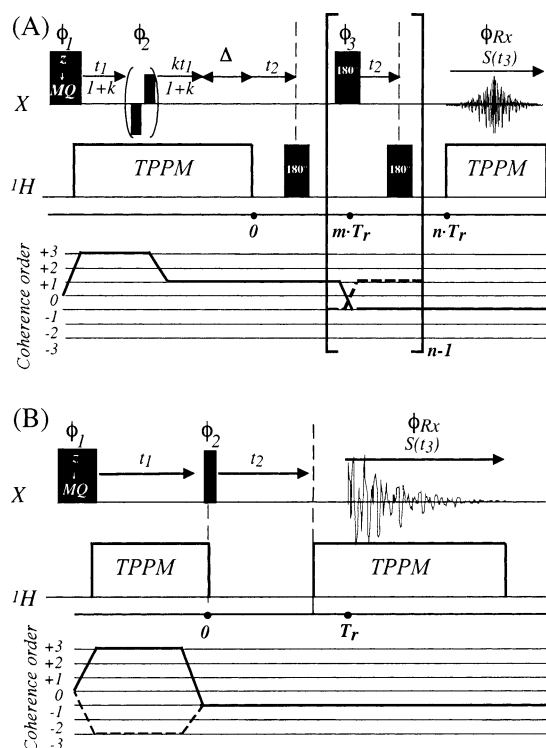 (A)
ϕ1 ϕ2 ϕ3 ϕRx
z ↓ MQ t1 1+k kt1 1+k Δ t2 180° t2 S(t3)
X
TPPM 180° 180° TPPM
1H
0 m·Tr n·Tr
Coherence order
+3
+2
+1
0
-1
-2
-3
n-1
(B)
ϕ1 ϕ2 ϕRx
z ↓ MQ t1 t2 S(t3)
X
TPPM TPPM
1H
0 Tr
Coherence order
+3
+2
+1
0
-1
-2
-3